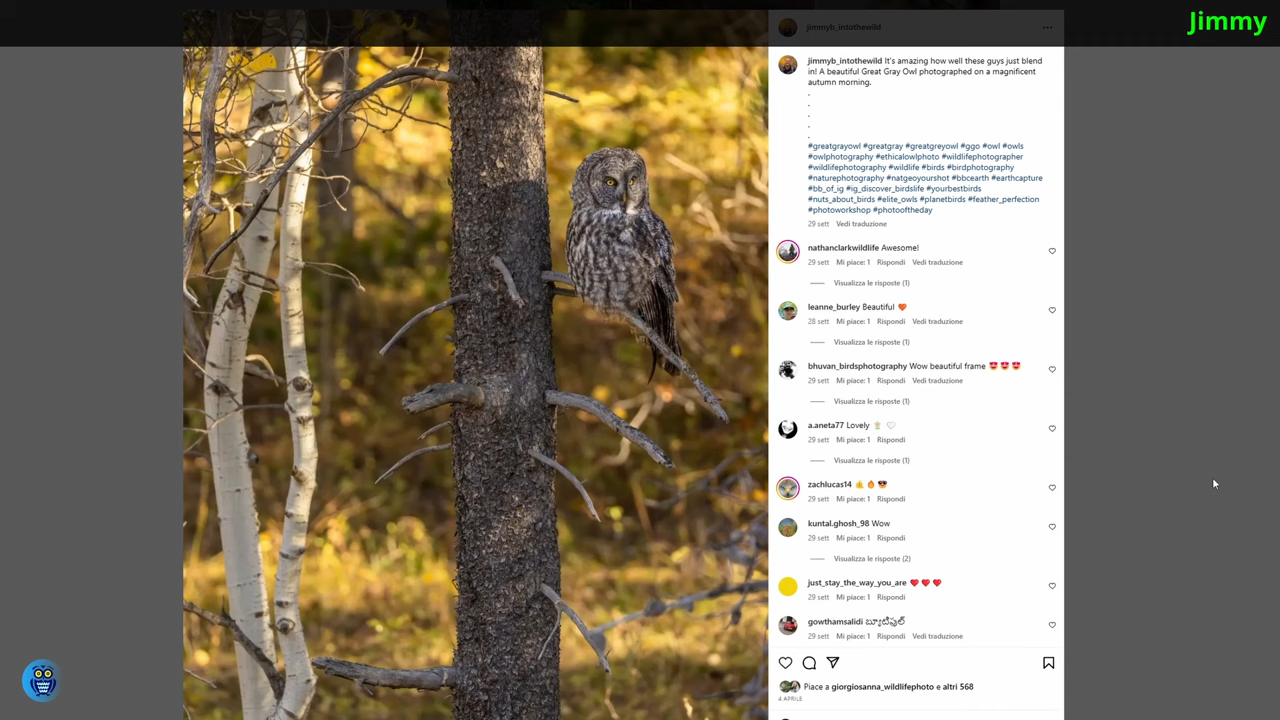 Jimmy
jimmyb_intothewild
jimmyb_intothewild It's amazing how well these guys just blend
in! A beautiful Great Gray Owl photographed on a magnificent
autumn morning.
.
.
.
.
.
#greatgrayowl #greatgray #greatgreyowl #ggo #owl #owls
#owlphotography #ethicalowlphoto #wildlifephotographer
#wildlifephotography #wildlife #birds #birdphotography
#naturephotography #natgeoyourshot #bbcearth #earthcapture
#bb_of_ig #ig_discover_birdslife #yourbestbirds
#nuts_about_birds #elite_owls #planetbirds #feather_perfection
#photoworkshop #photooftheday
29 sett Vedi traduzione
nathanclarkwildlife Awesome!
29 sett Mi piace: 1 Rispondi Vedi traduzione
Visualizza le risposte (1)
leanne_burley Beautiful 🧡
28 sett Mi piace: 1 Rispondi Vedi traduzione
Visualizza le risposte (1)
bhuvan_birdsphotography Wow beautiful frame 😍😍😍
29 sett Mi piace: 1 Rispondi Vedi traduzione
Visualizza le risposte (1)
a.aneta77 Lovely
29 sett Mi piace: 1 Rispondi
Visualizza le risposte (1)
zachlucas14 🤙🔥😎
29 sett Mi piace: 1 Rispondi
kuntal.ghosh_98 Wow
29 sett Mi piace: 1 Rispondi
Visualizza le risposte (2)
just_stay_the_way_you_are ❤️❤️❤️
29 sett Mi piace: 1 Rispondi
gowthamsalidi బ్యూటిఫుల్
29 sett Mi piace: 1 Rispondi Vedi traduzione
Piace a giorgiosanna_wildlifephoto e altri 568
4 APRILE